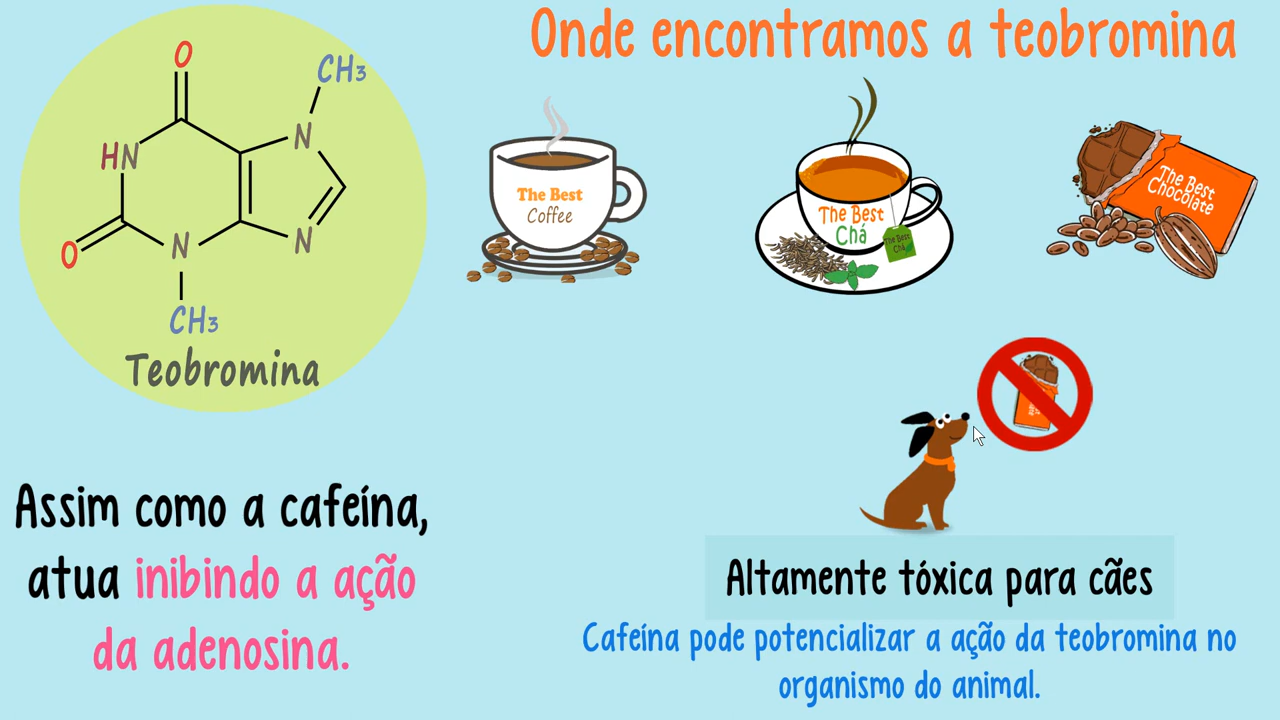 O
CH3
HN
N
O
N
N
CH3
Teobromina
Assim como a cafeína,
atua inibindo a ação
da adenosina.
Onde encontramos a teobromina
The Best
Coffee
The Best
Chá
The Best
Chá
The Best
Chocolate
Altamente tóxica para cães
Cafeína pode potencializar a ação da teobromina no
organismo do animal.